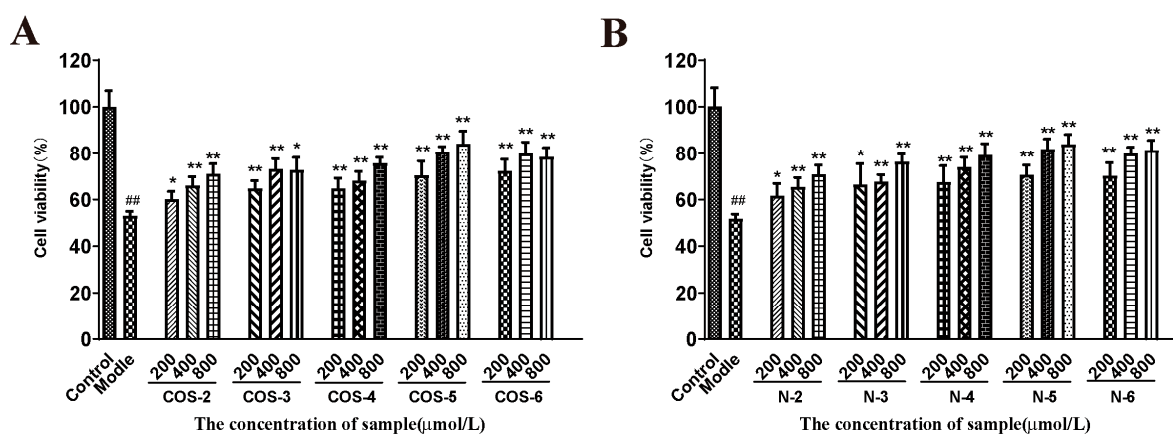 A
Cell viability(%)
120
100
80
60
40
20
0
##
* ** **
** ** *
** ** **
** ** **
** ** **
Control Modle 200 400 800 200 400 800 200 400 800 200 400 800 200 400 800
COS-2 COS-3 COS-4 COS-5 COS-6
The concentration of sample(μmol/L)
B
Cell viability(%)
120
100
80
60
40
20
0
##
* ** **
* ** **
** ** **
** ** **
** ** **
Control Modle 200 400 800 200 400 800 200 400 800 200 400 800 200 400 800
N-2 N-3 N-4 N-5 N-6
The concentration of sample(μmol/L)